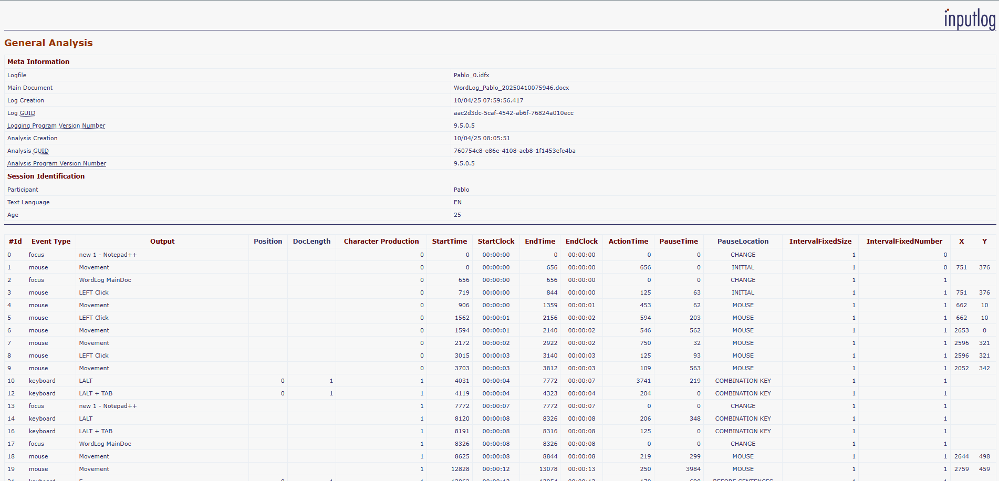 inputlog
General Analysis
Meta Information
Logfile Pablo_0.idfx
Main Document WordLog_Pablo_20250410075946.docx
Log Creation 10/04/25 07:59:56.417
Log GUID aac2d3dc-5caf-4542-ab6f-76824a010ecc
Logging Program Version Number 9.5.0.5
Analysis Creation 10/04/25 08:05:51
Analysis GUID 760754c8-e86e-4108-acb8-1f1453efe4ba
Analysis Program Version Number 9.5.0.5
Session Identification
Participant Pablo
Text Language EN
Age 25
#Id Event Type Output Position DocLength Character Production StartTime StartClock EndTime EndClock ActionTime PauseTime PauseLocation IntervalFixedSize IntervalFixedNumber X Y
0 focus new 1 - Notepad++ 0 0 00:00:00 0 00:00:00 0 0 CHANGE 1 0
1 mouse Movement 0 0 00:00:00 656 00:00:00 656 0 INITIAL 1 0 751 376
2 focus WordLog MainDoc 0 656 00:00:00 656 00:00:00 0 0 CHANGE 1 1
3 mouse LEFT Click 0 719 00:00:00 844 00:00:00 125 63 INITIAL 1 1 751 376
4 mouse Movement 0 906 00:00:00 1359 00:00:01 453 62 MOUSE 1 1 662 10
5 mouse LEFT Click 0 1562 00:00:01 2156 00:00:02 594 203 MOUSE 1 1 662 10
6 mouse Movement 0 1594 00:00:01 2140 00:00:02 546 562 MOUSE 1 1 2653 0
7 mouse Movement 0 2172 00:00:02 2922 00:00:02 750 32 MOUSE 1 1 2596 321
8 mouse LEFT Click 0 3015 00:00:03 3140 00:00:03 125 93 MOUSE 1 1 2596 321
9 mouse Movement 0 3703 00:00:03 3812 00:00:03 109 563 MOUSE 1 1 2052 342
10 keyboard LALT 0 1 1 4031 00:00:04 7772 00:00:07 3741 219 COMBINATION KEY 1 1
12 keyboard LALT + TAB 0 1 1 4119 00:00:04 4323 00:00:04 204 0 COMBINATION KEY 1 1
13 focus new 1 - Notepad++ 1 7772 00:00:07 7772 00:00:07 0 0 CHANGE 1 1
14 keyboard LALT 1 8120 00:00:08 8326 00:00:08 206 348 COMBINATION KEY 1 1
16 keyboard LALT + TAB 1 8191 00:00:08 8316 00:00:08 125 0 COMBINATION KEY 1 1
17 focus WordLog MainDoc 1 8326 00:00:08 8326 00:00:08 0 0 CHANGE 1 1
18 mouse Movement 1 8625 00:00:08 8844 00:00:08 219 299 MOUSE 1 1 2644 498
19 mouse Movement 1 12828 00:00:12 13078 00:00:13 250 3984 MOUSE 1 1 2759 459